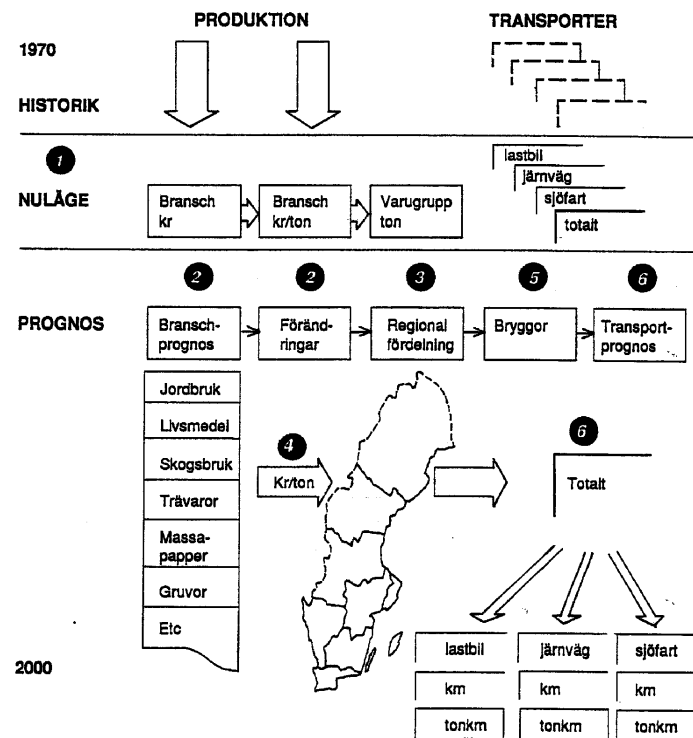 PRODUKTION
TRANSPORTER
1970
HISTORIK
1
NULÄGE
Bransch
kr
Bransch
kr/ton
Varugrupp
ton
lastbil
järnväg
sjöfart
totalt
2
2
3
5
6
PROGNOS
Bransch-
prognos
Föränd-
ringar
Regional
fördelning
Bryggor
Transport-
prognos
Jordbruk
Livsmedel
Skogsbruk
Trävaror
Massa-
papper
Gruvor
Etc
4
Kr/ton
6
Totalt
lastbil
järnväg
sjöfart
km
km
km
tonkm
tonkm
tonkm
2000